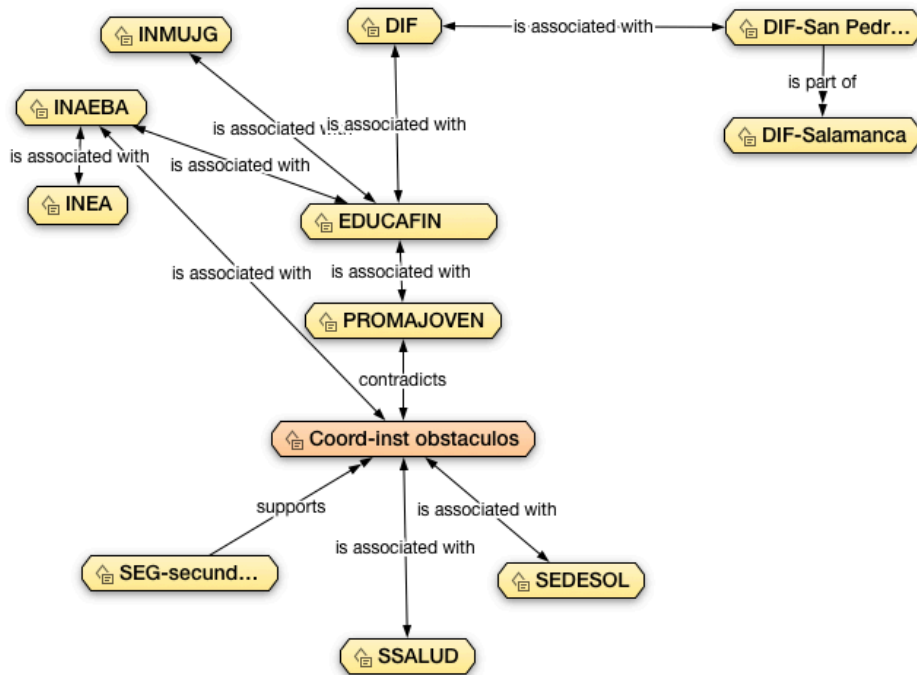 INMUJG
DIF
is associated with
DIF-San Pedr...
is part of
DIF-Salamanca
INAEBA
is associated with
is associated with
is associated with
is associated with
INEA
EDUCAFIN
is associated with
is associated with
PROMAJOVEN
contradicts
Coord-inst obstaculos
supports
is associated with
is associated with
SEG-secund...
SEDESOL
SSALUD